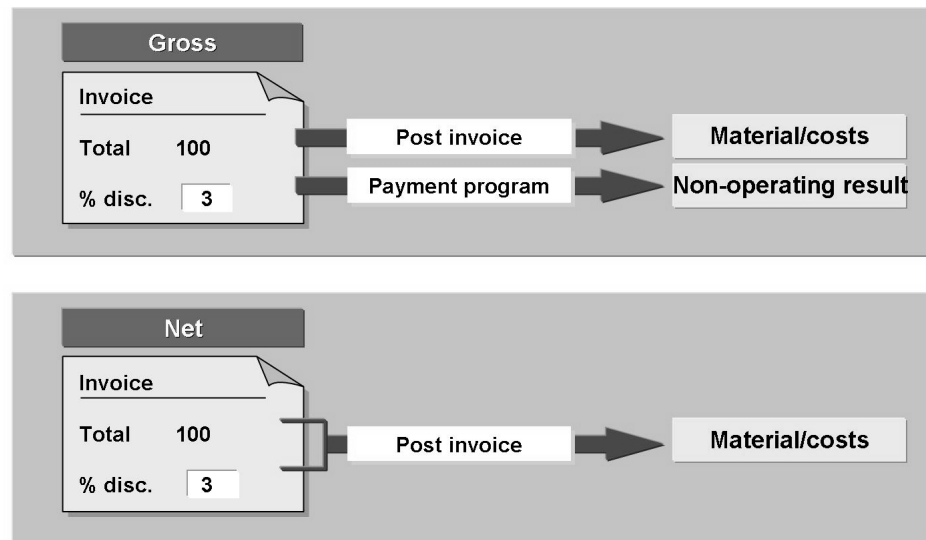 Gross
Invoice
Total 100
% disc. 3
Post invoice
Payment program
Material/costs
Non-operating result
Net
Invoice
Total 100
% disc. 3
Post invoice
Material/costs